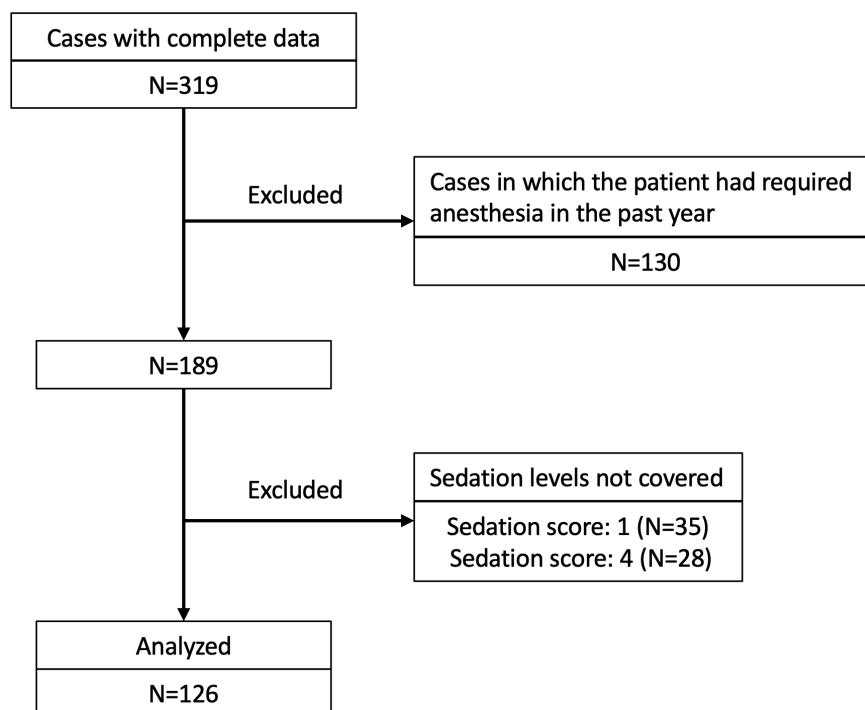 Cases with complete data
N=319
Excluded
Cases in which the patient had required
anesthesia in the past year
N=130
N=189
Excluded
Sedation levels not covered
Sedation score: 1 (N=35)
Sedation score: 4 (N=28)
Analyzed
N=126